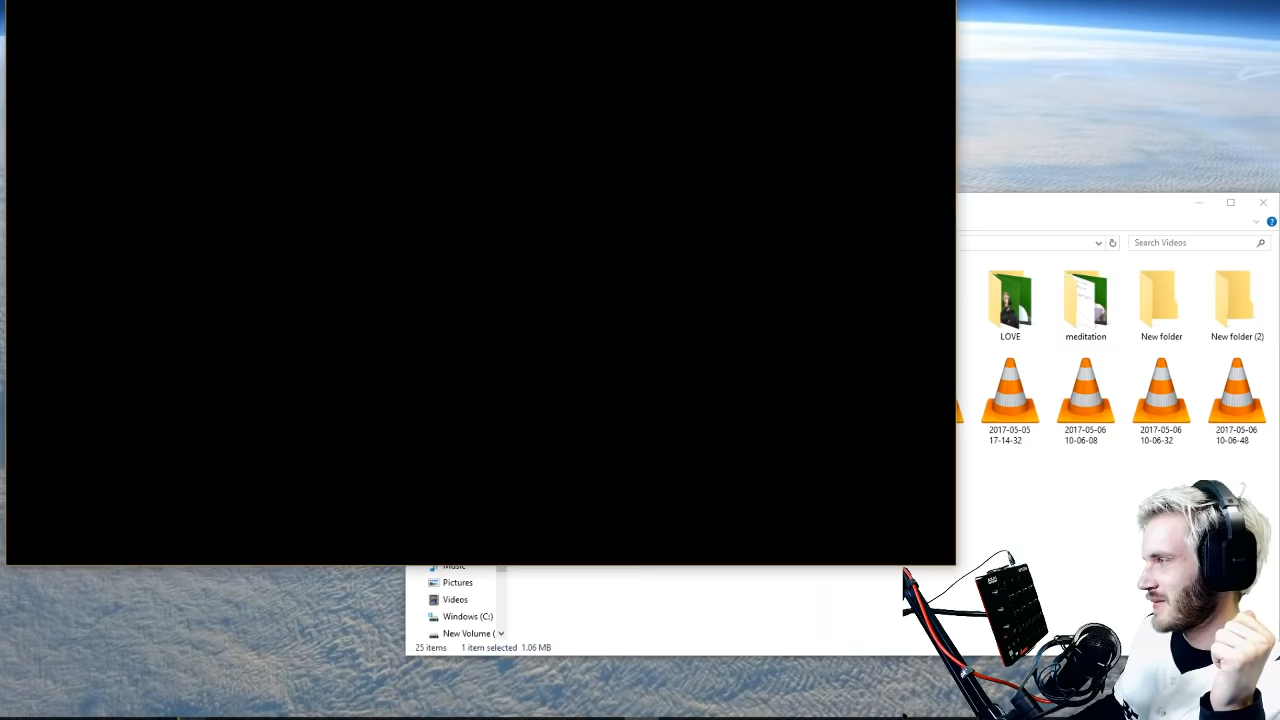 Search Videos
LOVE
meditation
New folder
New folder (2)
2017-05-05
17-14-32
2017-05-06
10-06-08
2017-05-06
10-06-32
2017-05-06
10-06-48
Music
Pictures
Videos
Windows (C:)
New Volume (
25 items 1 item selected 1.06 MB